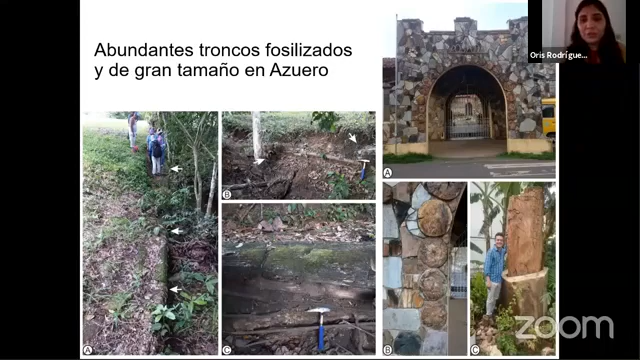 Abundantes troncos fosilizados
y de gran tamaño en Azuero
Oris Rodrígue...
A
B
C
A
B
C
zoom